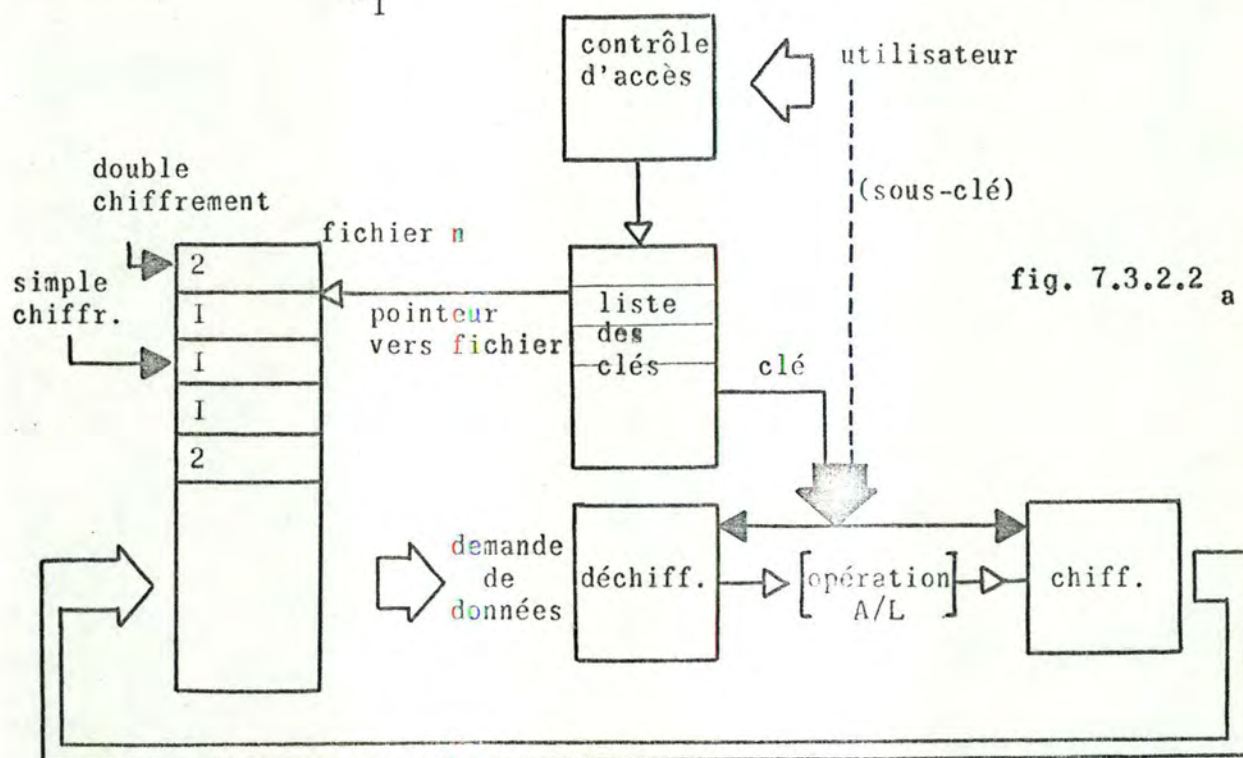 1
contrôle
d'accès
utilisateur
(sous-clé)
double
chiffrement
fichier n
simple
chiffr.
2
I
I
I
2
pointeur
vers fichier
liste
des
clés
clé
fig. 7.3.2.2 a
demande
de
données
déchiff.
[opération]
A/L
chiff.